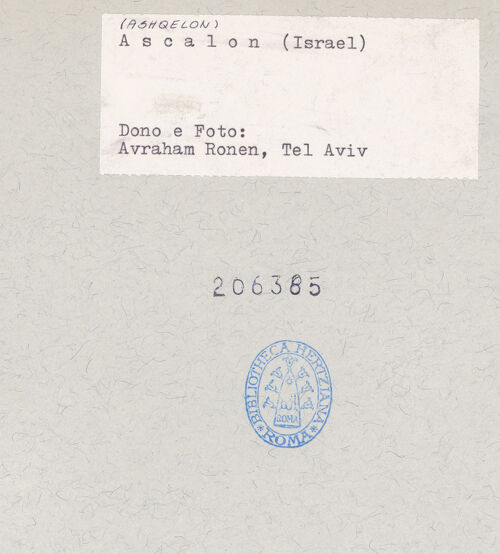 (ASHQELON)
Ascalon (Israel)
Dono e Foto:
Avraham Ronen, Tel Aviv
206385
BIBLIOTHECA HERTZIANA
ROMA
ROMA